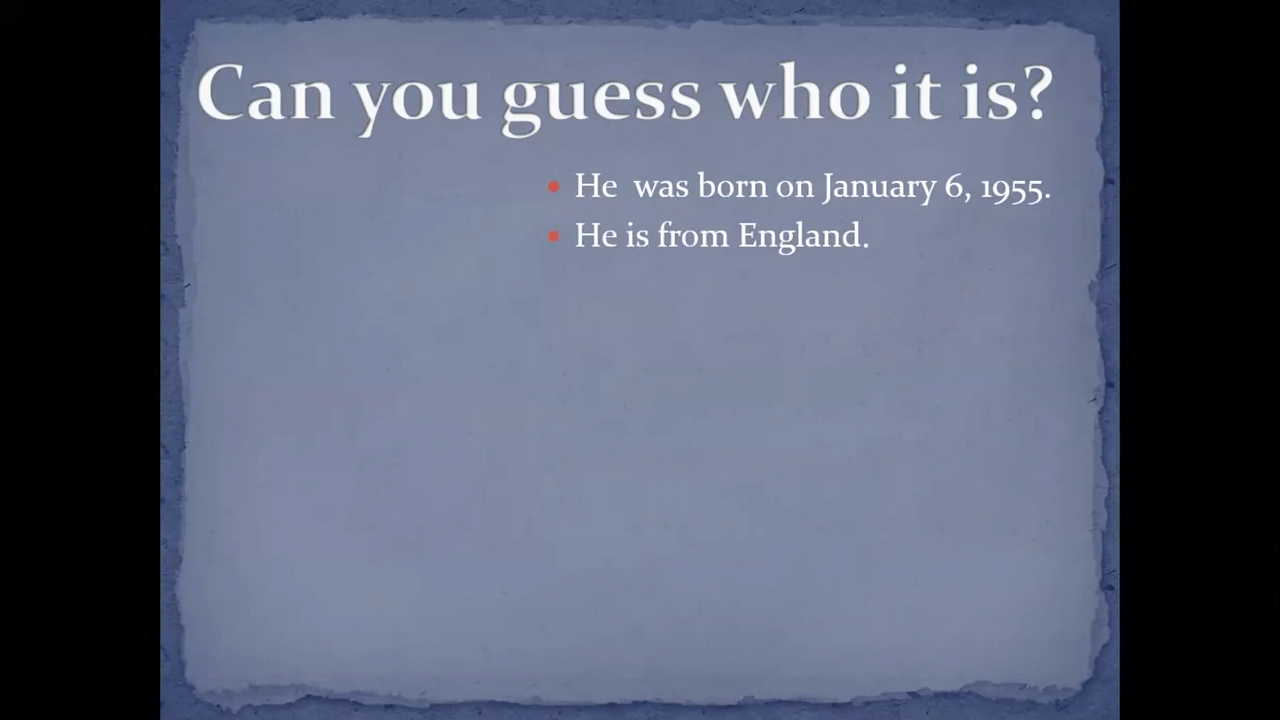 Can you guess who it is?
• He  was born on January 6, 1955.
• He is from England.